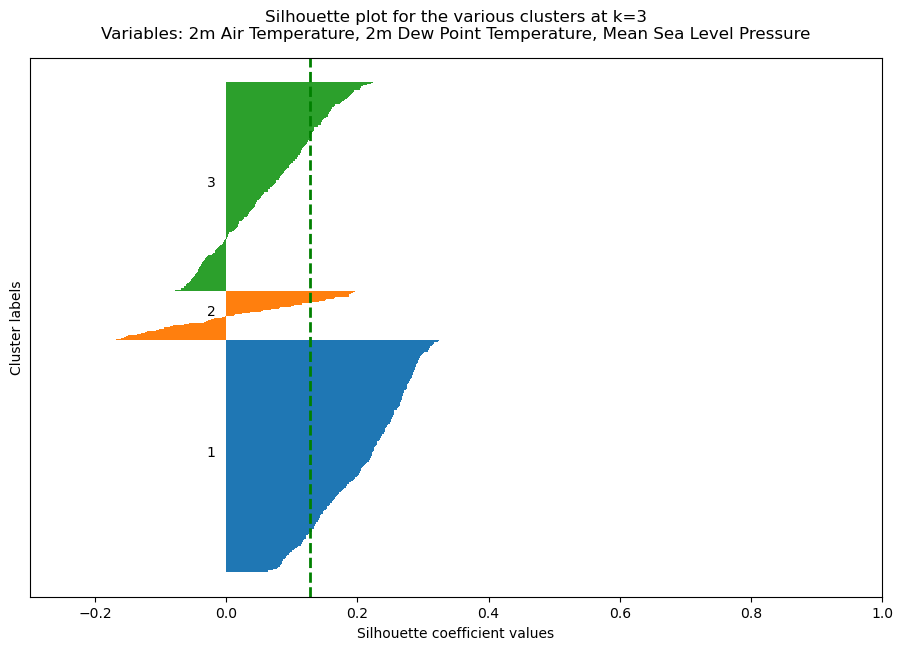 Silhouette plot for the various clusters at k=3
Variables: 2m Air Temperature, 2m Dew Point Temperature, Mean Sea Level Pressure
Cluster labels
3
2
1
−0.2 0.0 0.2 0.4 0.6 0.8 1.0
Silhouette coefficient values